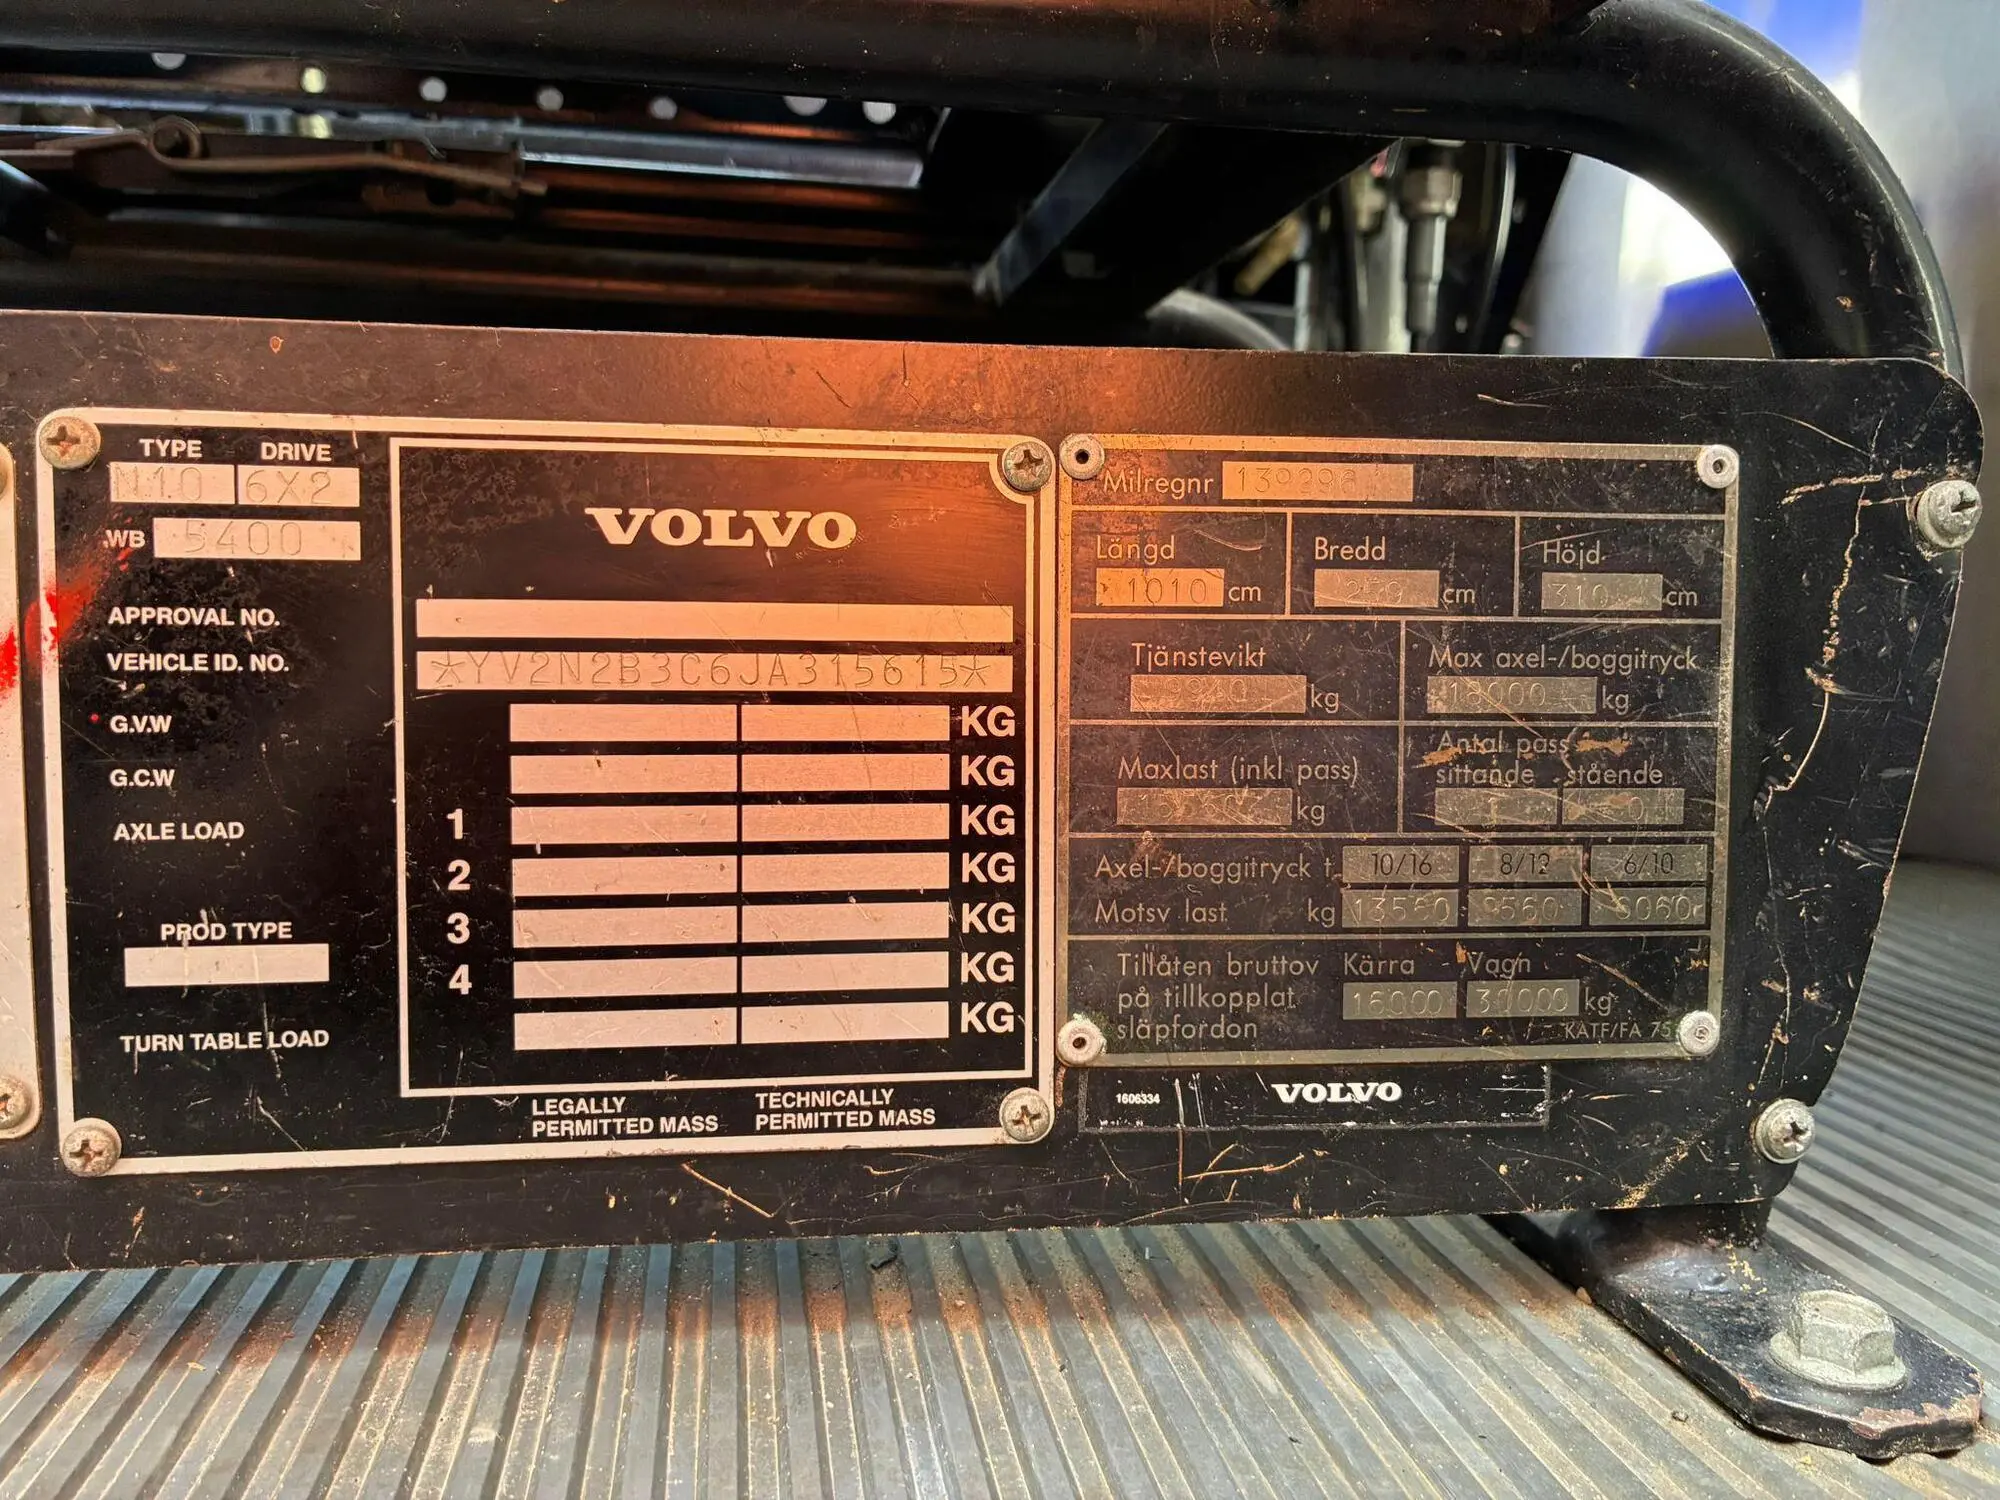 TYPE DRIVE
N10 6X2
WB 5400
VOLVO
APPROVAL NO.
VEHICLE ID. NO. *YV2N2B3C6JA315615*
G.V.W KG
G.C.W KG
AXLE LOAD 1 KG
2 KG
3 KG
4 KG
PROD TYPE
TURN TABLE LOAD KG
LEGALLY PERMITTED MASS
TECHNICALLY PERMITTED MASS
Milregnr
Längd Bredd Höjd
1010 cm 259 cm 310 cm
Tjänstevikt Max axel-/boggitryck
kg 18000 kg
Maxlast (inkl pass) Antal pass
sittande stående
kg
Axel-/boggitryck t 10/16 8/12 6/10
Motsv last kg 13560 9560 6060
Tillåten bruttov Kärra Vagn
på tillkopplat 16000 30000 kg
släpfordon KATF/FA 75
1606334 VOLVO